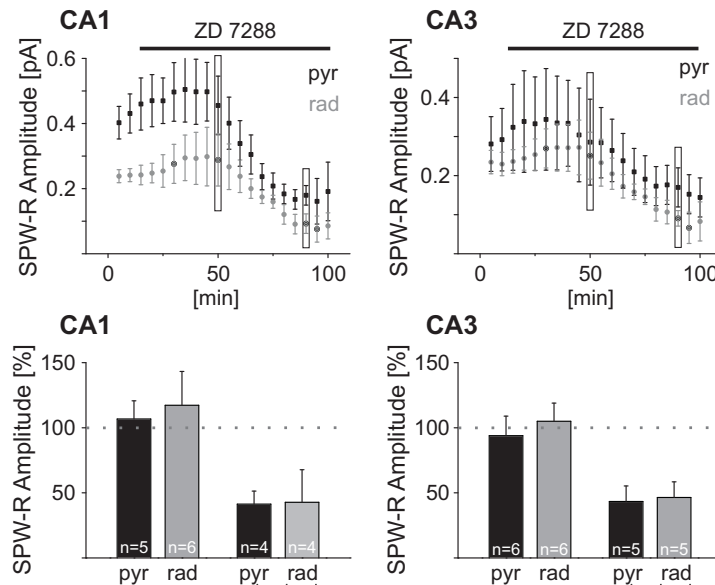 CA1
ZD 7288
SPW-R Amplitude [pA]
0.6
0.4
0.2
pyr
rad
0
50
100
[min]
CA3
ZD 7288
SPW-R Amplitude [pA]
0.4
0.2
pyr
rad
0
50
100
[min]
CA1
SPW-R Amplitude [%]
150
100
50
n=5
n=6
n=4
n=4
pyr
rad
pyr
rad
CA3
SPW-R Amplitude [%]
150
100
50
n=6
n=6
n=5
n=5
pyr
rad
pyr
rad